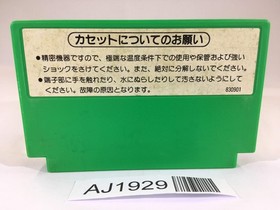 カセットについてのお願い
●精密機器ですので、極端な温度条件下での使用や保管および強い
ショックをさけてください。また、絶対に分解しないでください。
●端子部に手を触れたり、水にぬらしたりして汚さないようにして
ください。故障の原因となります。
830901
AJ1929